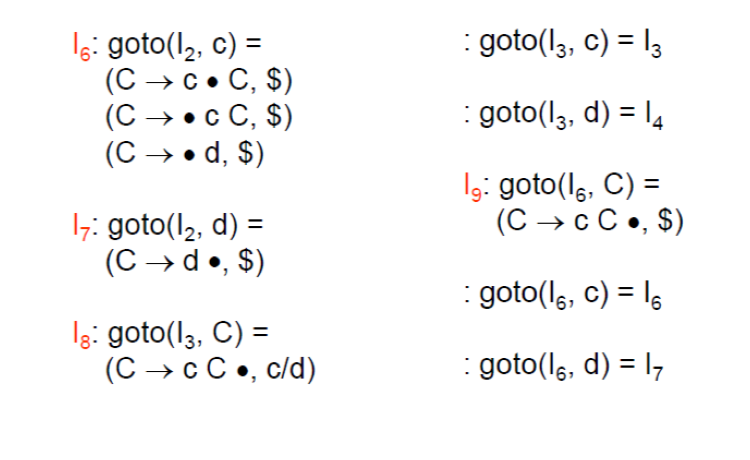 I₆: goto(I₂, c) =
(C → c • C, $)
(C → • c C, $)
(C → • d, $)
I₇: goto(I₂, d) =
(C → d •, $)
I₈: goto(I₃, C) =
(C → c C •, c/d)
: goto(I₃, c) = I₃
: goto(I₃, d) = I₄
I₉: goto(I₆, C) =
(C → c C •, $)
: goto(I₆, c) = I₆
: goto(I₆, d) = I₇